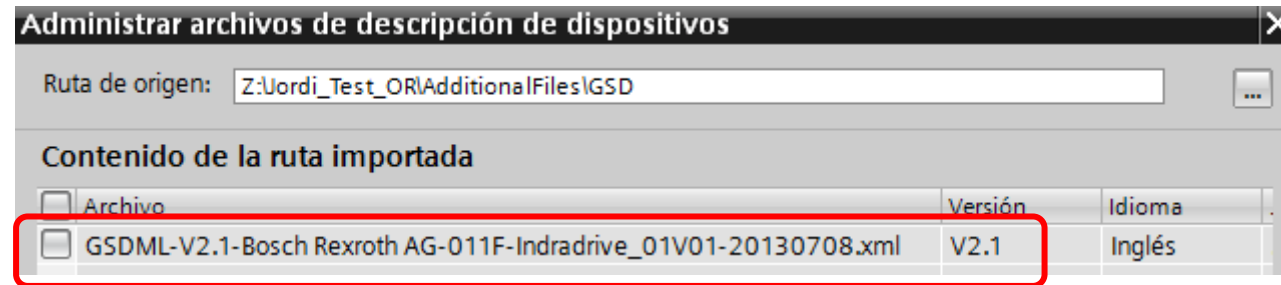 Administrar archivos de descripción de dispositivos
Ruta de origen: Z:\Jordi_Test_OR\AdditionalFiles\GSD ...
Contenido de la ruta importada
Archivo Versión Idioma
GSDML-V2.1-Bosch Rexroth AG-011F-Indradrive_01V01-20130708.xml V2.1 Inglés